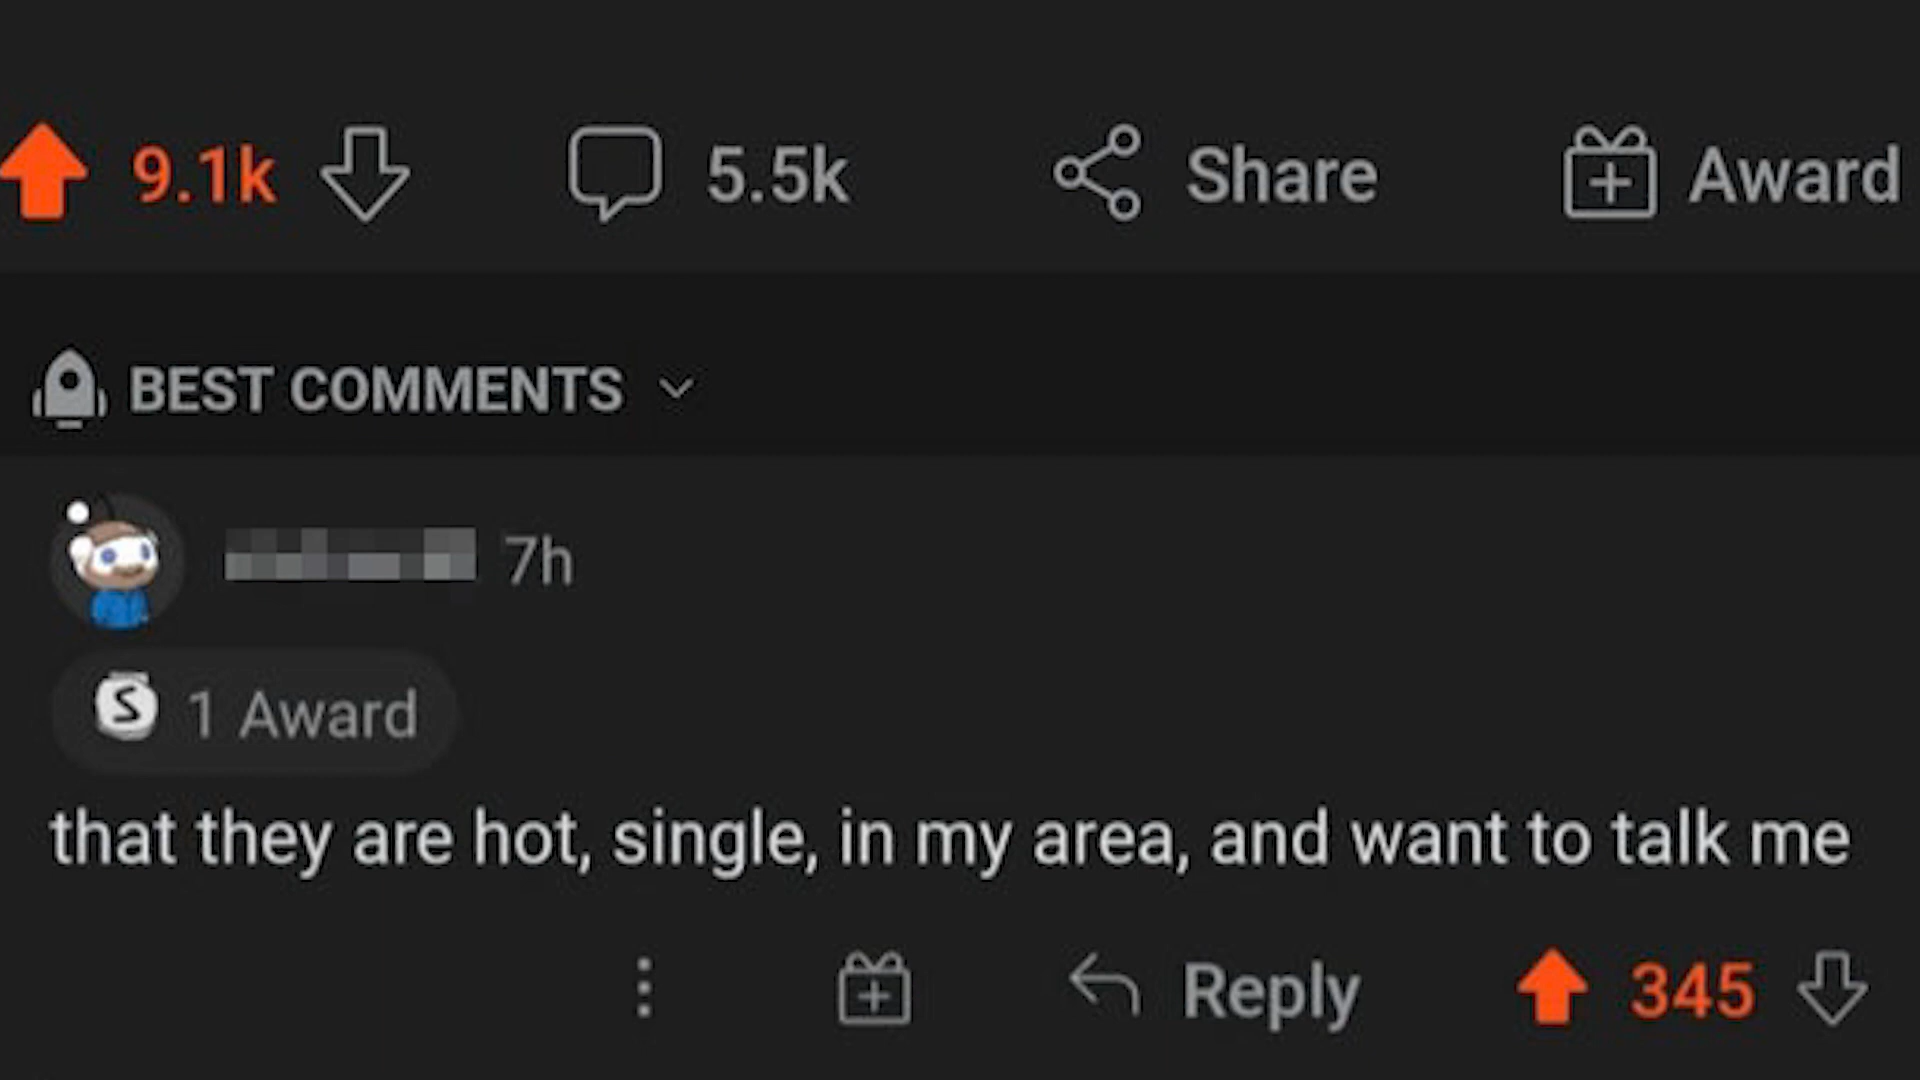 9.1k 5.5k Share Award
BEST COMMENTS
7h
S 1 Award
that they are hot, single, in my area, and want to talk me
Reply 345